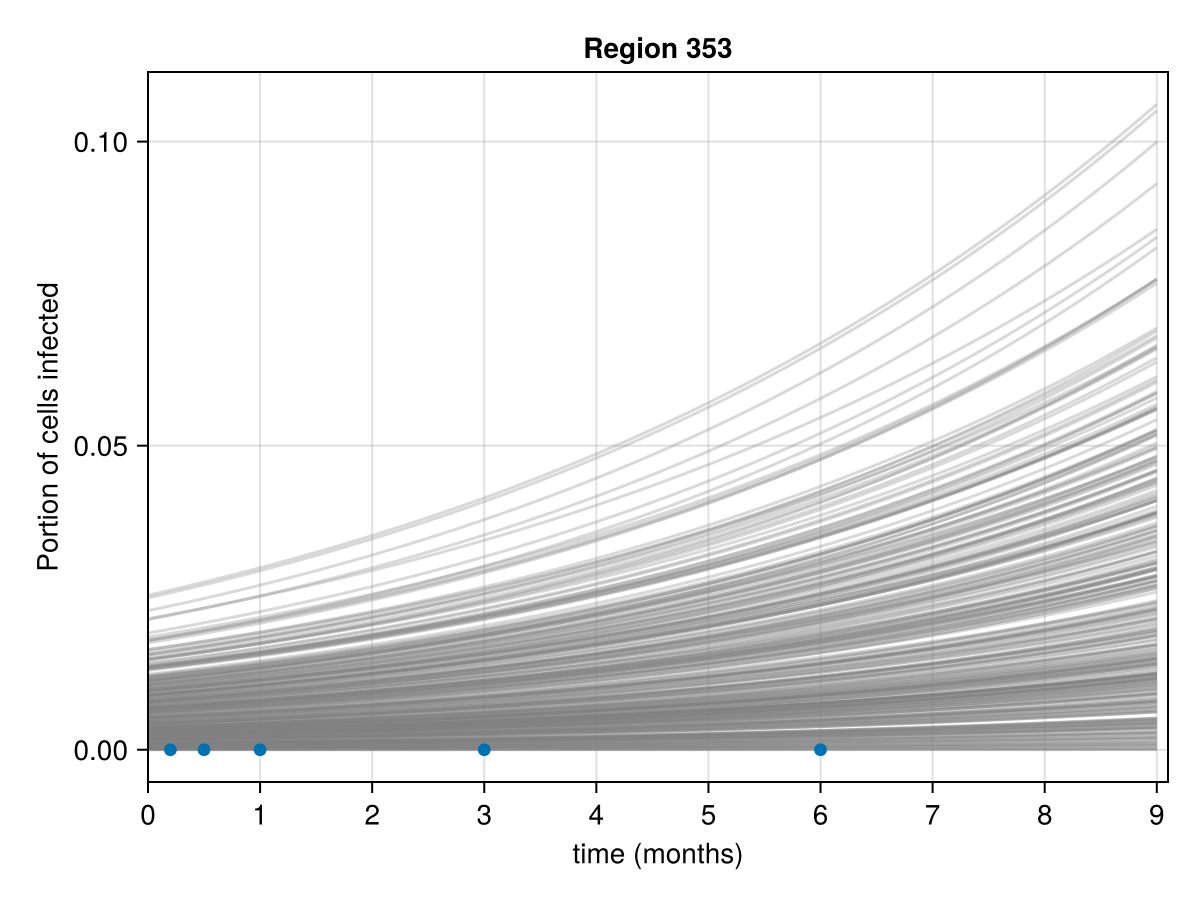 Region 353
0.10
0.05
0.00
Portion of cells infected
0 1 2 3 4 5 6 7 8 9
time (months)